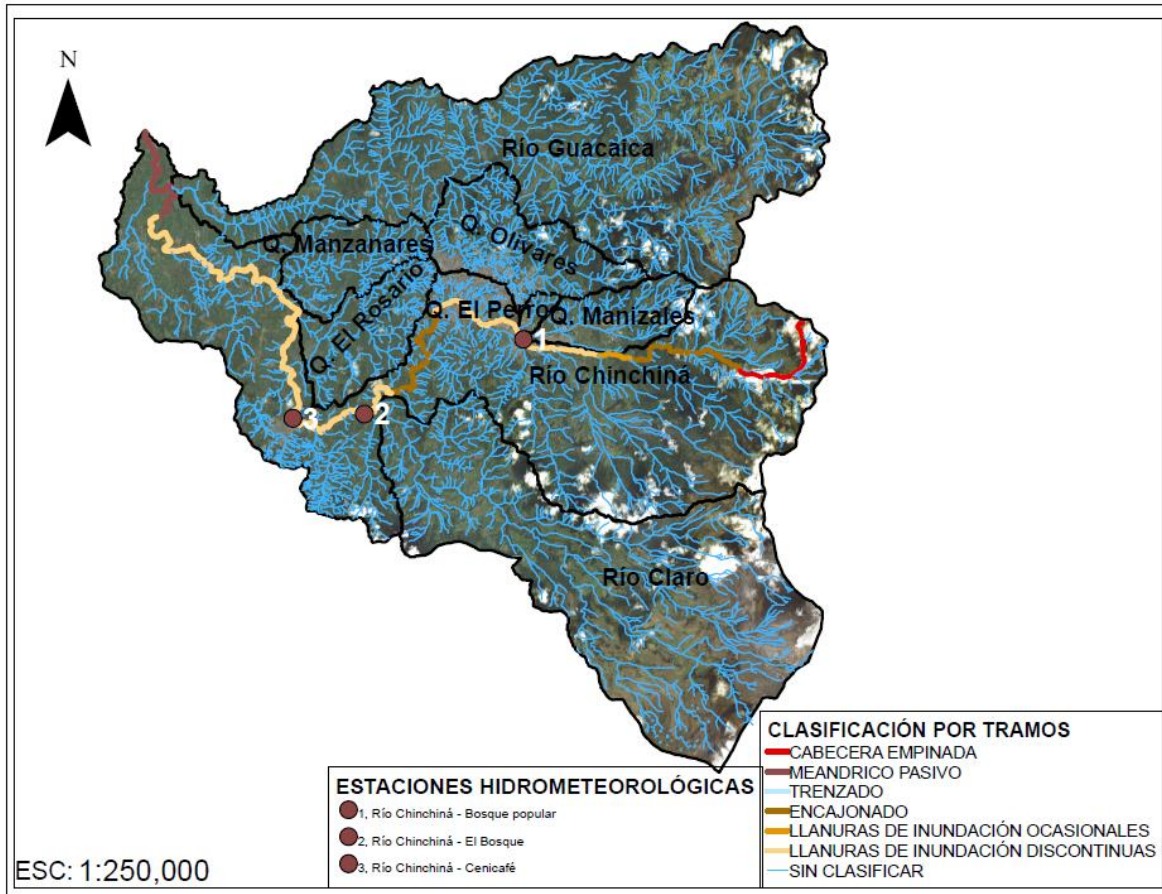 N
Río Guacaica
Q. Olivares
Q. Manzanares
Q. El Rosario
Q. El Perro
Q. Manizales
1
Río Chinchiná
2
3
Río Claro
ESTACIONES HIDROMETEOROLÓGICAS
1, Río Chinchiná - Bosque popular
2, Río Chinchiná - El Bosque
3, Río Chinchiná - Cenicafé
CLASIFICACIÓN POR TRAMOS
CABECERA EMPINADA
MEANDRICO PASIVO
TRENZADO
ENCAJONADO
LLANURAS DE INUNDACIÓN OCASIONALES
LLANURAS DE INUNDACIÓN DISCONTINUAS
SIN CLASIFICAR
ESC: 1:250,000